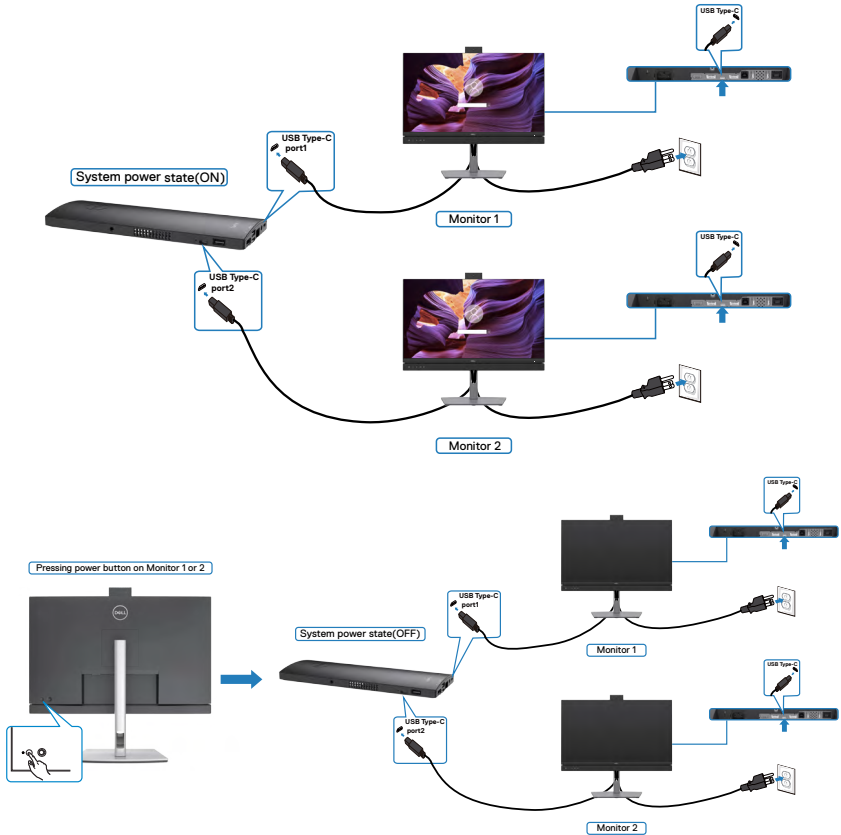 USB Type-C
USB Type-C
port1
System power state(ON)
Monitor 1
USB Type-C
USB Type-C
port2
Monitor 2
USB Type-C
Pressing power button on Monitor 1 or 2
DELL
USB Type-C
port1
System power state(OFF)
Monitor 1
USB Type-C
USB Type-C
port2
Monitor 2